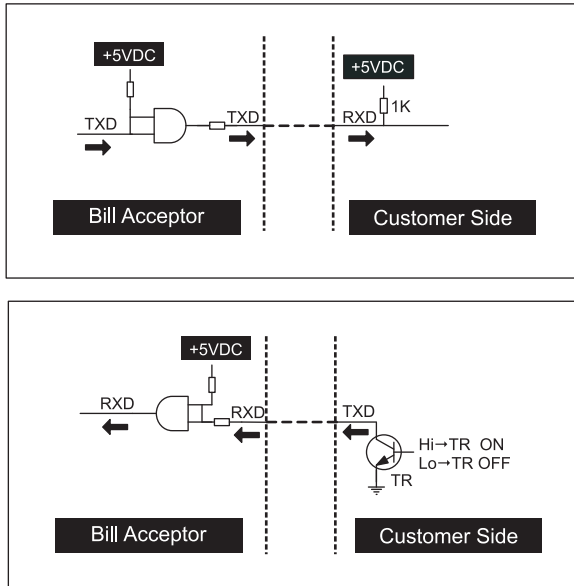 +5VDC
+5VDC
1K
TXD
TXD
RXD
Bill Acceptor
Customer Side
+5VDC
RXD
RXD
TXD
Hi→TR ON
Lo→TR OFF
TR
Bill Acceptor
Customer Side